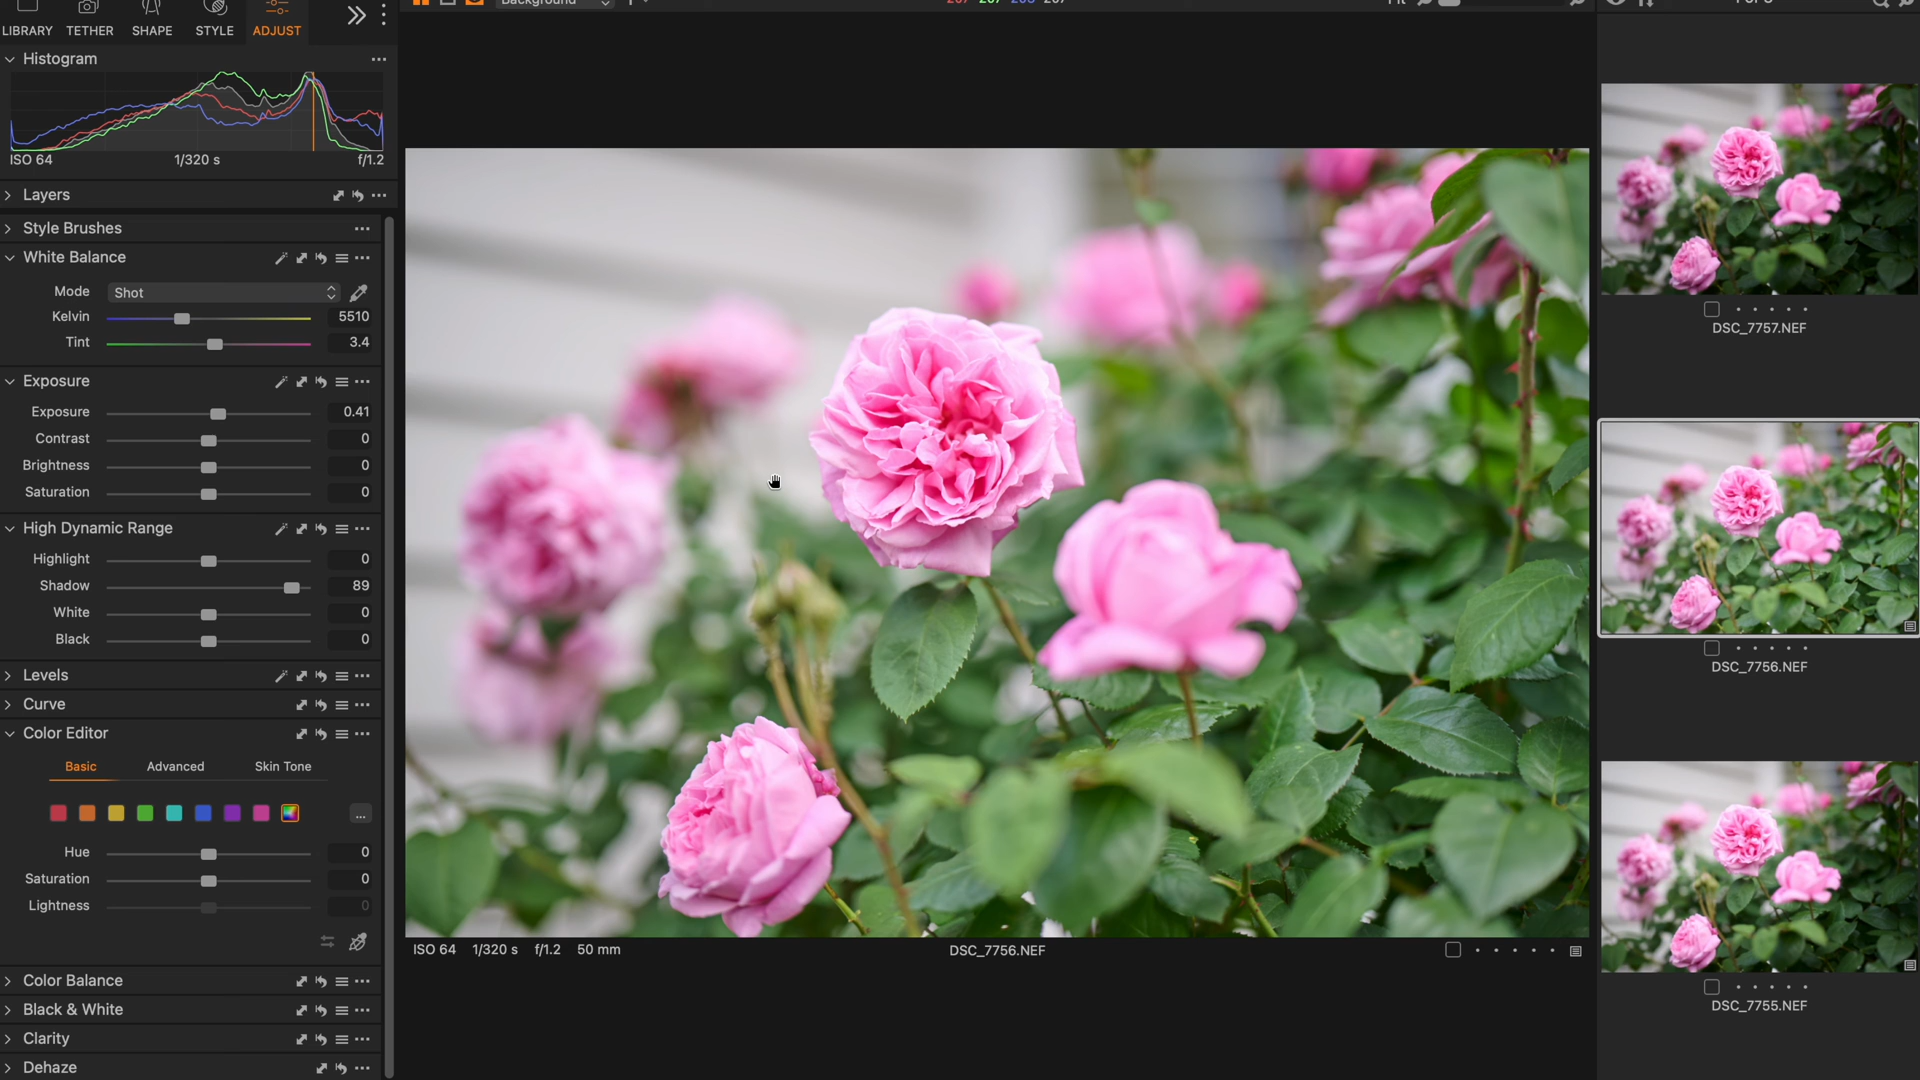 Background
Fit
LIBRARY TETHER SHAPE STYLE ADJUST
Histogram
ISO 64 1/320 s f/1.2
Layers
Style Brushes
White Balance
Mode Shot
Kelvin 5510
Tint 3.4
Exposure
Exposure 0.41
Contrast 0
Brightness 0
Saturation 0
High Dynamic Range
Highlight 0
Shadow 89
White 0
Black 0
Levels
Curve
Color Editor
Basic Advanced Skin Tone
...
Hue 0
Saturation 0
Lightness 0
Color Balance
Black & White
Clarity
Dehaze
ISO 64 1/320 s f/1.2 50 mm
DSC_7756.NEF
DSC_7757.NEF
DSC_7756.NEF
DSC_7755.NEF